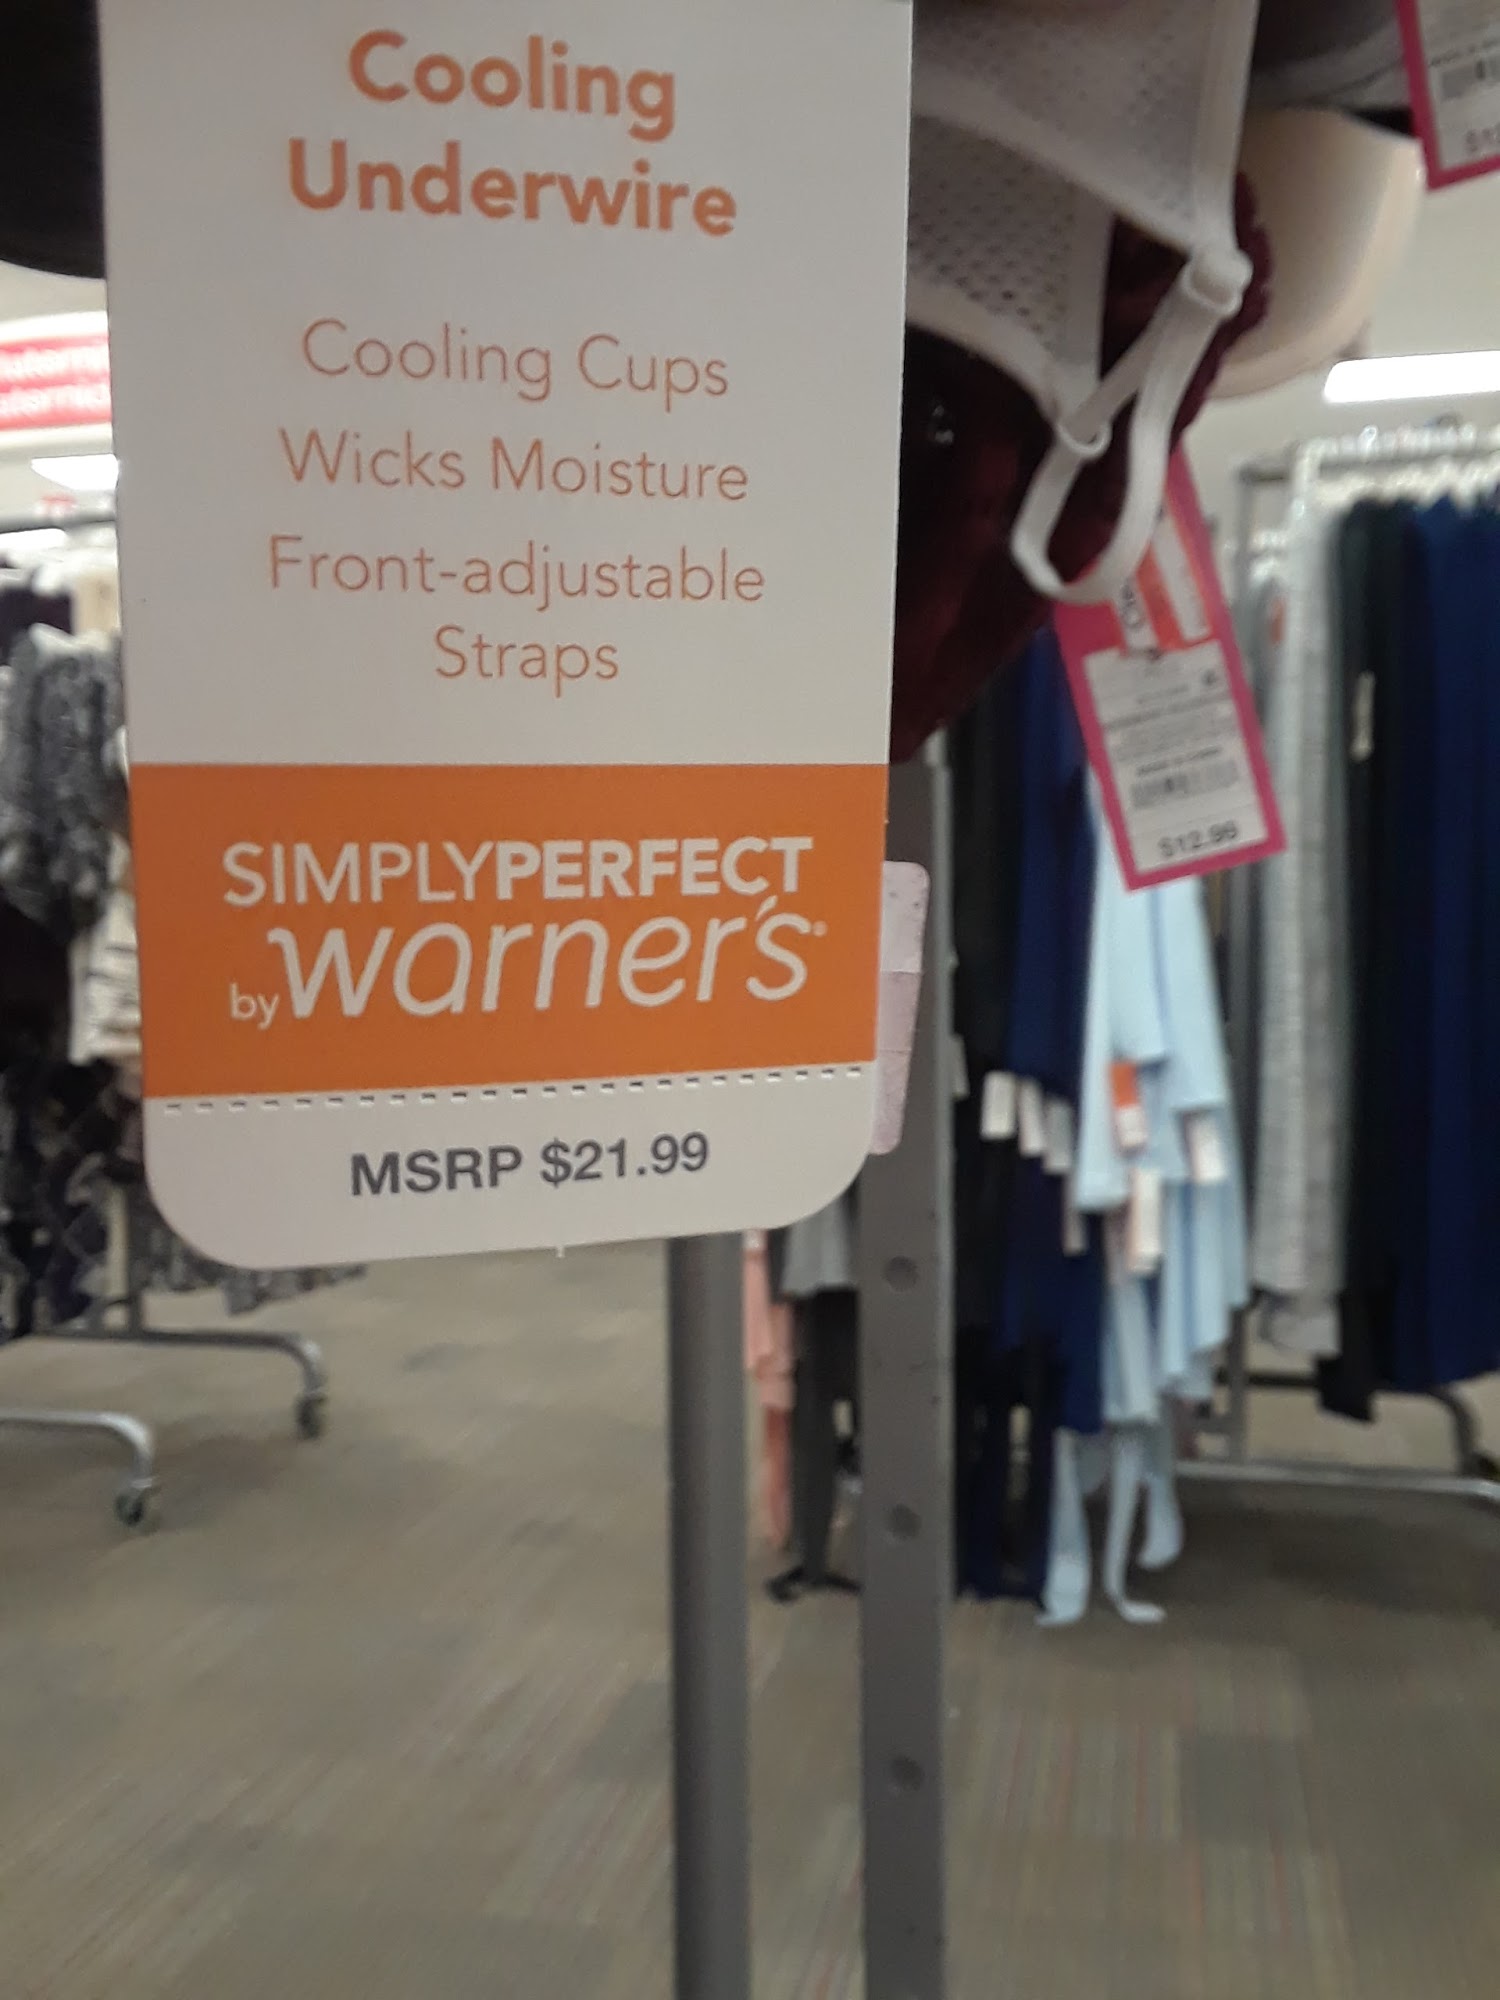 Cooling
Underwire
Cooling Cups
Wicks Moisture
Front-adjustable
Straps
SIMPLYPERFECT
by warner's
MSRP $21.99
$12.99